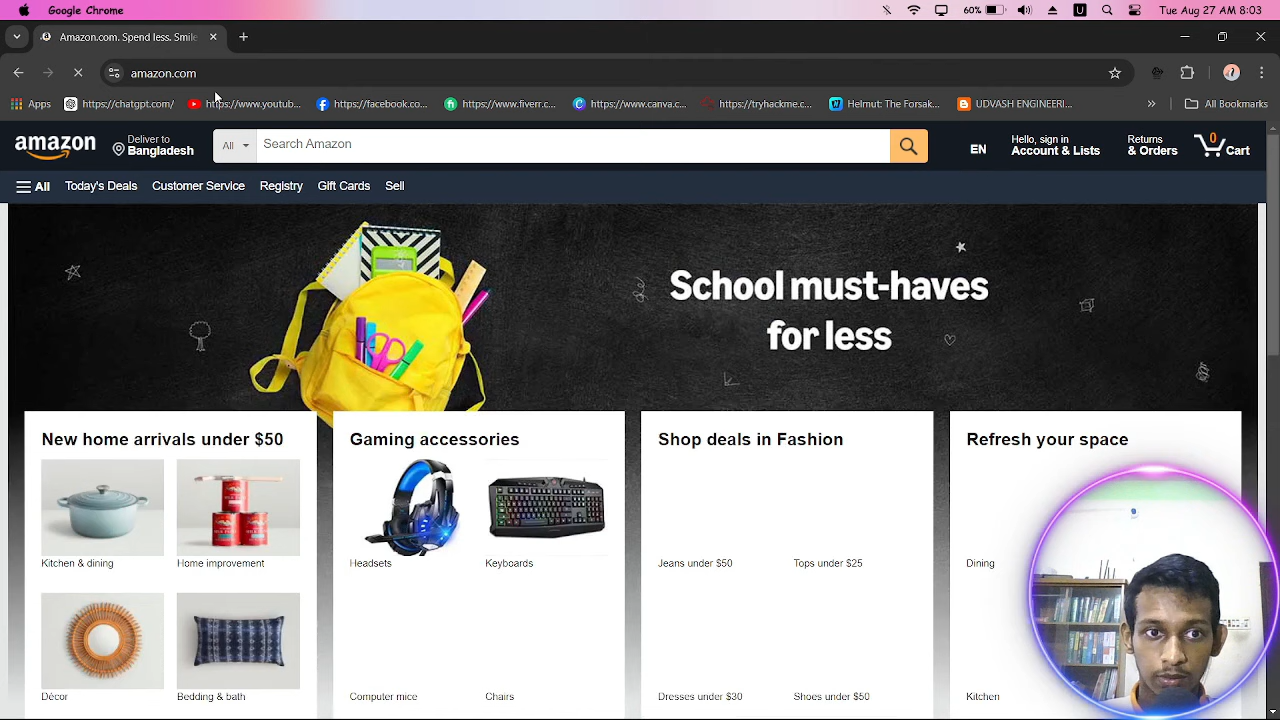 Google Chrome
60%
U
Tue Aug 27 AM 8:03
Amazon.com. Spend less. Smile
amazon.com
Apps
https://chatgpt.com/
https://www.youtub...
https://facebook.co...
https://www.fiverr.c...
https://www.canva.c...
https://tryhackme.c...
Helmut: The Forsak...
UDVASH ENGINEERI...
All Bookmarks
amazon
Deliver to
Bangladesh
All
Search Amazon
EN
Hello, sign in
Account & Lists
Returns
& Orders
0
Cart
All
Today's Deals
Customer Service
Registry
Gift Cards
Sell
School must-haves
for less
New home arrivals under $50
Kitchen & dining
Home improvement
Décor
Bedding & bath
Gaming accessories
Headsets
Keyboards
Computer mice
Chairs
Shop deals in Fashion
Jeans under $50
Tops under $25
Dresses under $30
Shoes under $50
Refresh your space
Dining
Kitchen